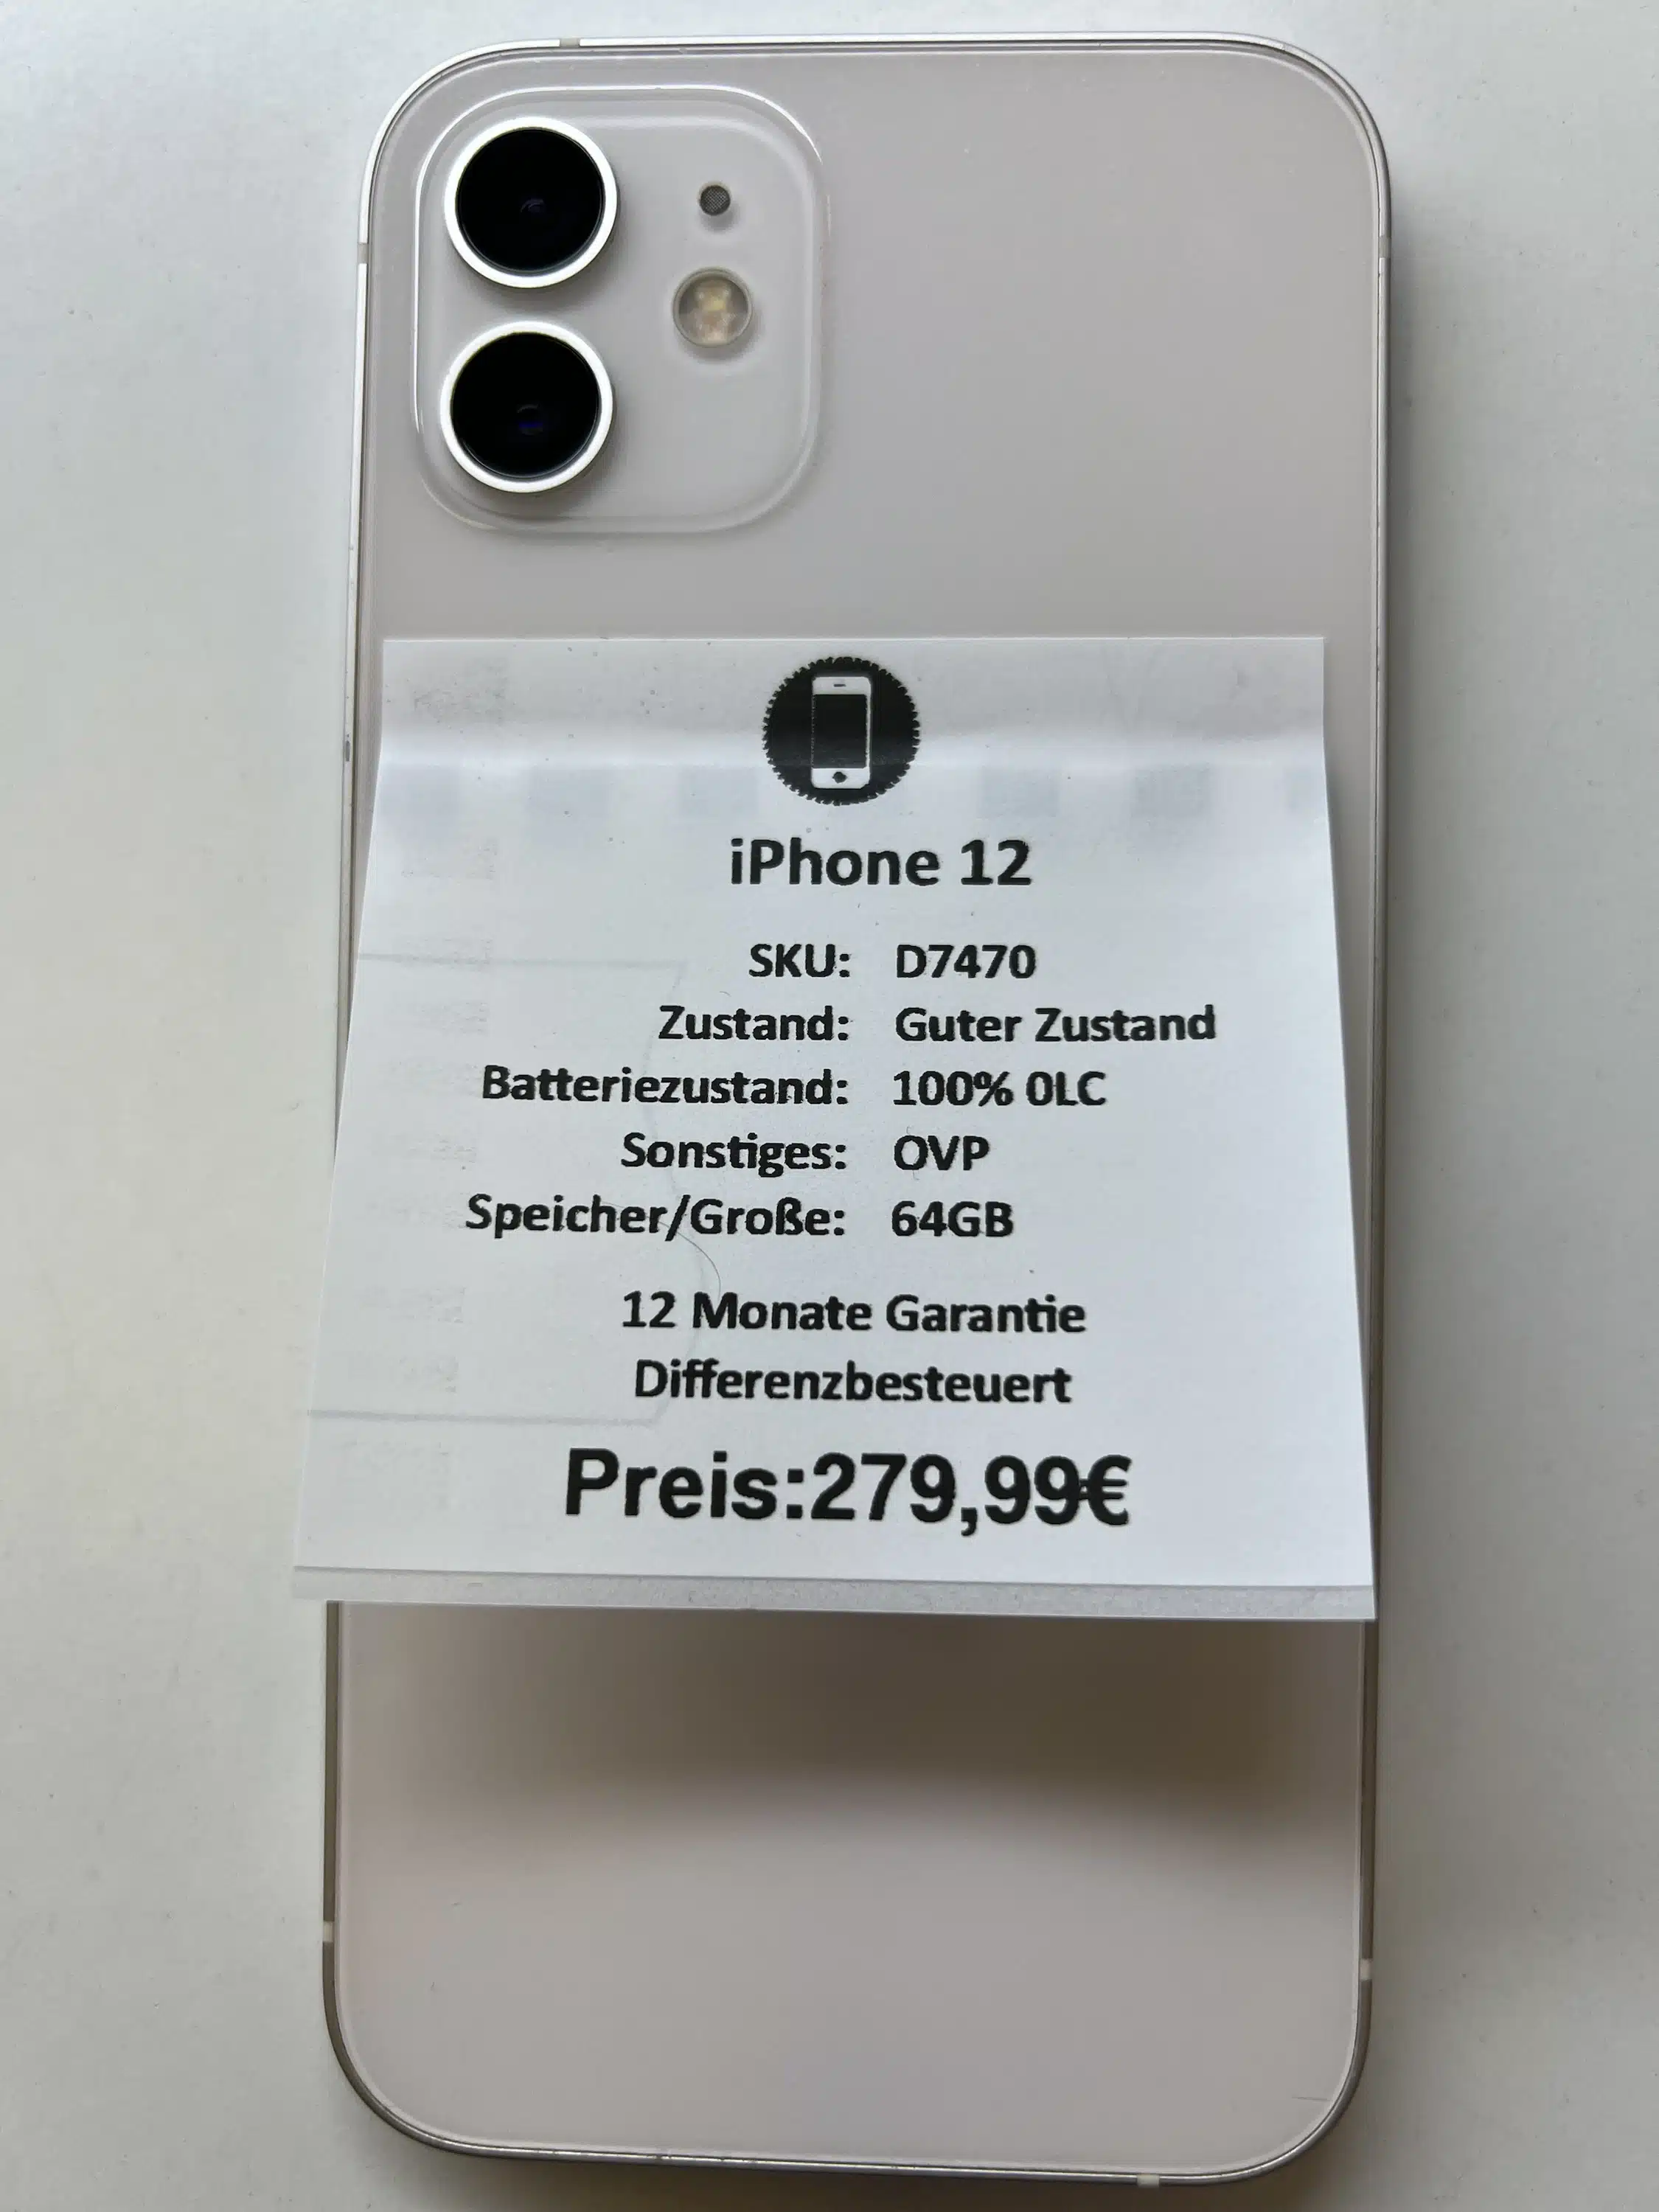 iPhone 12
SKU: D7470
Zustand: Guter Zustand
Batteriezustand: 100% 0LC
Sonstiges: OVP
Speicher/Große: 64GB
12 Monate Garantie
Differenzbesteuert
Preis:279,99€